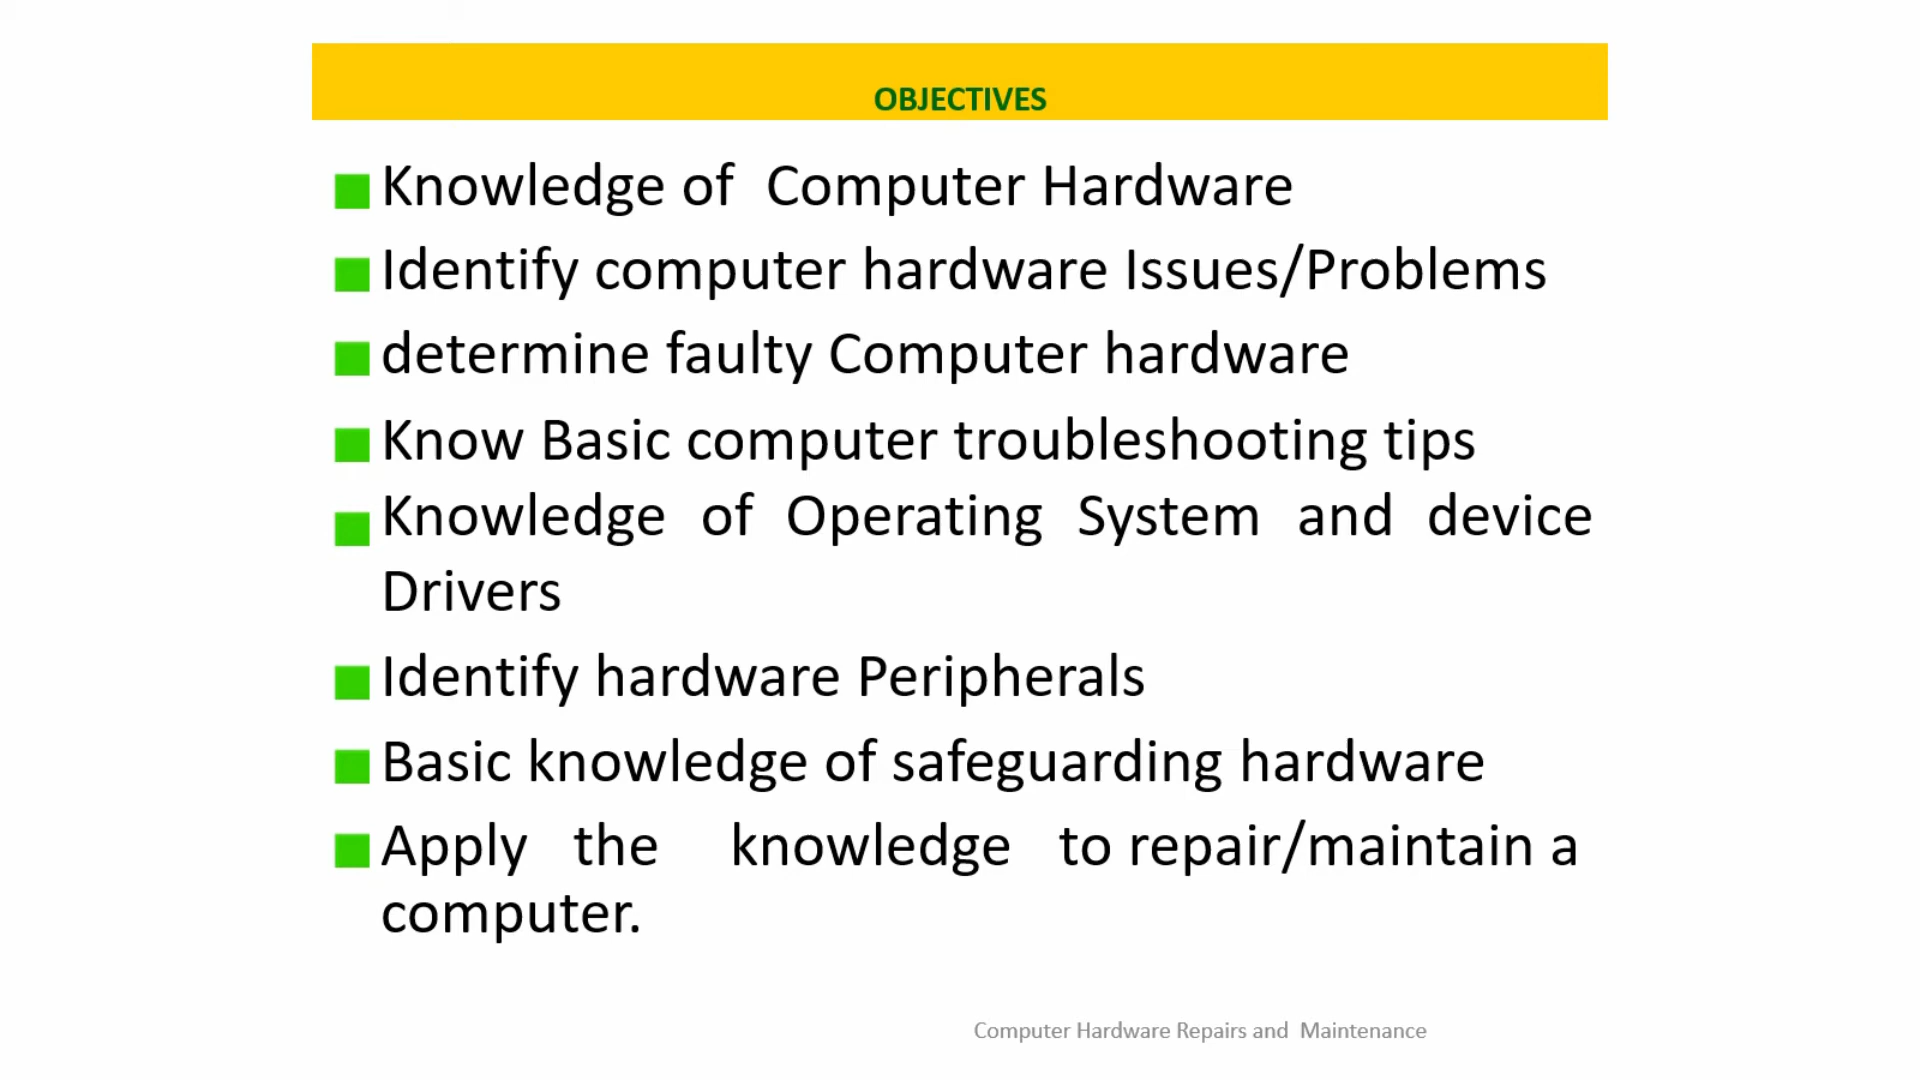 OBJECTIVES
Knowledge of Computer Hardware
Identify computer hardware Issues/Problems
determine faulty Computer hardware
Know Basic computer troubleshooting tips
Knowledge of Operating System and device
Drivers
Identify hardware Peripherals
Basic knowledge of safeguarding hardware
Apply the knowledge to repair/maintain a
computer.
Computer Hardware Repairs and Maintenance